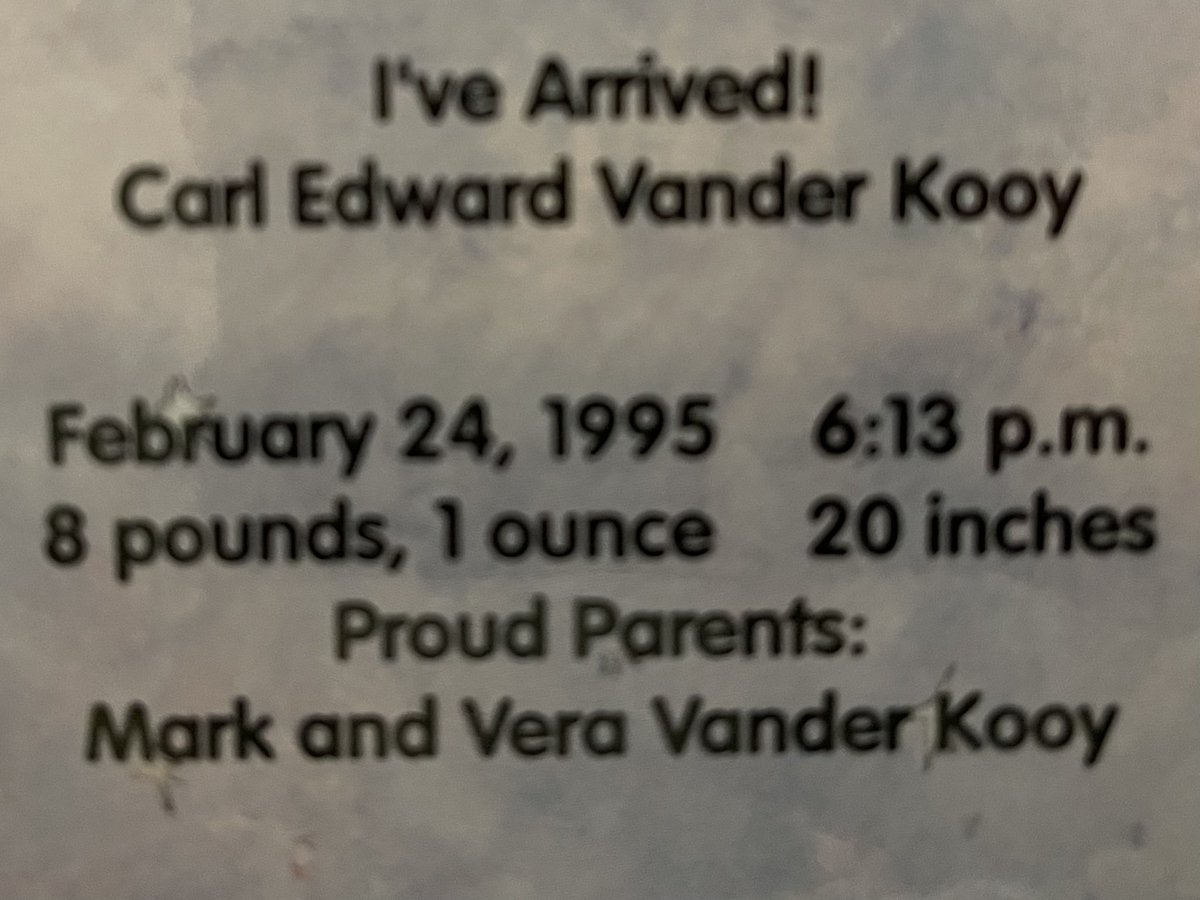 I've Arrived!
Carl Edward Vander Kooy
February 24, 1995 6:13 p.m.
8 pounds, 1 ounce 20 inches
Proud Parents:
Mark and Vera Vander Kooy